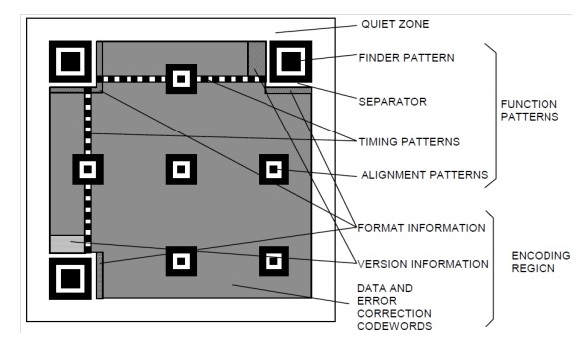 QUIET ZONE
FINDER PATTERN
SEPARATOR
FUNCTION
PATTERNS
TIMING PATTERNS
ALIGNMENT PATTERNS
FORMAT INFORMATION
VERSION INFORMATION
ENCODING
REGICN
DATA AND
ERROR
CORRECTION
CODEWORDS